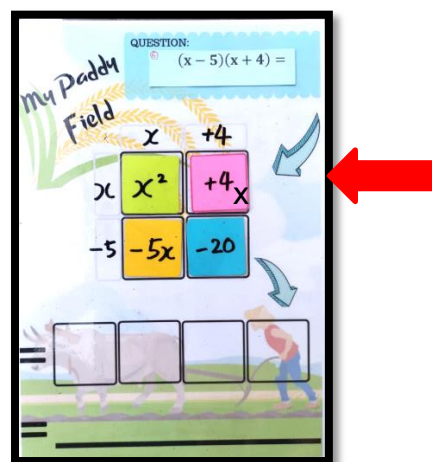 QUESTION:
(x – 5)(x + 4) =
My Paddy
Field
x +4
x x² +4x
-5 -5x -20
=
=